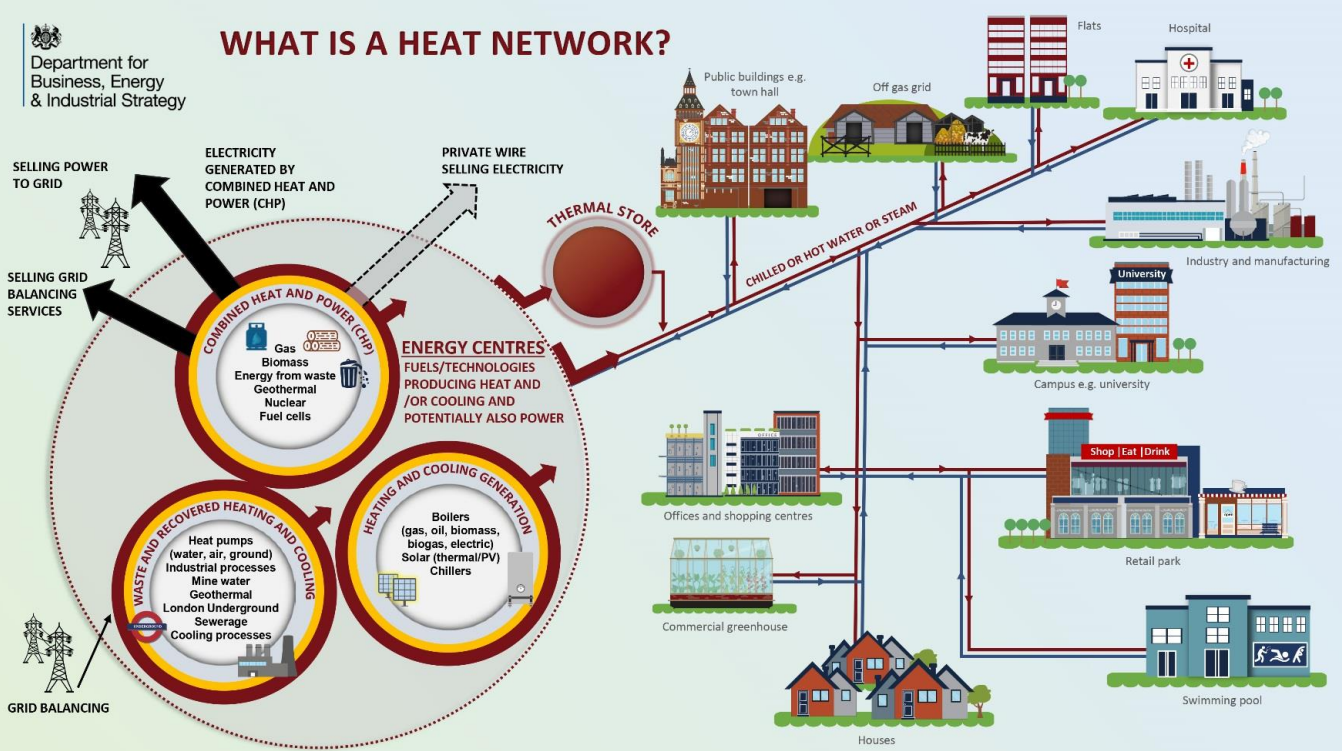 Department for
Business, Energy
& Industrial Strategy
WHAT IS A HEAT NETWORK?
SELLING POWER
TO GRID
ELECTRICITY
GENERATED BY
COMBINED HEAT AND
POWER (CHP)
PRIVATE WIRE
SELLING ELECTRICITY
SELLING GRID
BALANCING
SERVICES
THERMAL STORE
CHILLED OR HOT WATER OR STEAM
COMBINED HEAT AND POWER (CHP)
Gas
Biomass
Energy from waste
Geothermal
Nuclear
Fuel cells
ENERGY CENTRES
FUELS/TECHNOLOGIES
PRODUCING HEAT AND
/OR COOLING AND
POTENTIALLY ALSO POWER
HEATING AND COOLING GENERATION
Boilers
(gas, oil, biomass,
biogas, electric)
Solar (thermal/PV)
Chillers
WASTE AND RECOVERED HEATING AND COOLING
Heat pumps
(water, air, ground)
Industrial processes
Mine water
Geothermal
London Underground
Sewerage
Cooling processes
UNDERGROUND
GRID BALANCING
Public buildings e.g.
town hall
Off gas grid
Flats
Hospital
Industry and manufacturing
University
Campus e.g. university
OFFICE
Offices and shopping centres
Shop | Eat | Drink
Retail park
Commercial greenhouse
Houses
Swimming pool